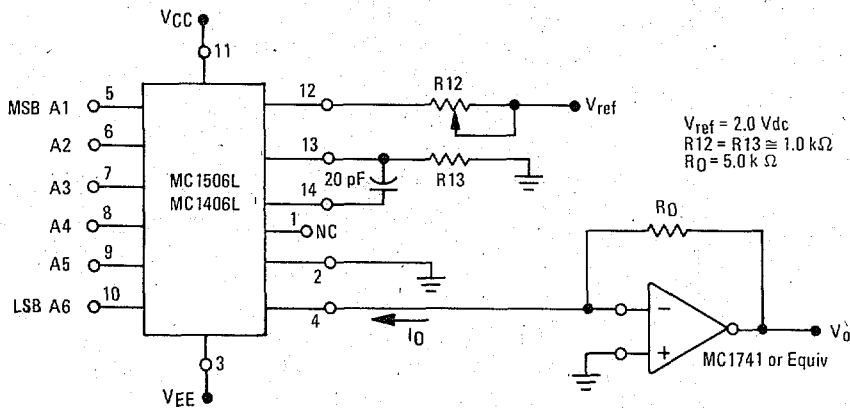 VCC
11
MSB A1
5
A2
6
A3
7
A4
8
A5
9
LSB A6
10
MC1506L
MC1406L
12
R12
Vref
13
20 pF
R13
14
1
NC
2
4
IO
3
VEE
Vref = 2.0 Vdc
R12 = R13 ≅ 1.0 kΩ
RO = 5.0 k Ω
RO
−
+
Vo
MC1741 or Equiv